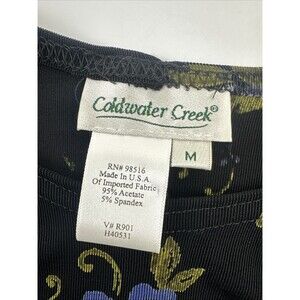 Coldwater Creek®
M
RN# 98516
Made In U.S.A.
Of Imported Fabric
95% Acetate
5% Spandex
V# R901
H40531